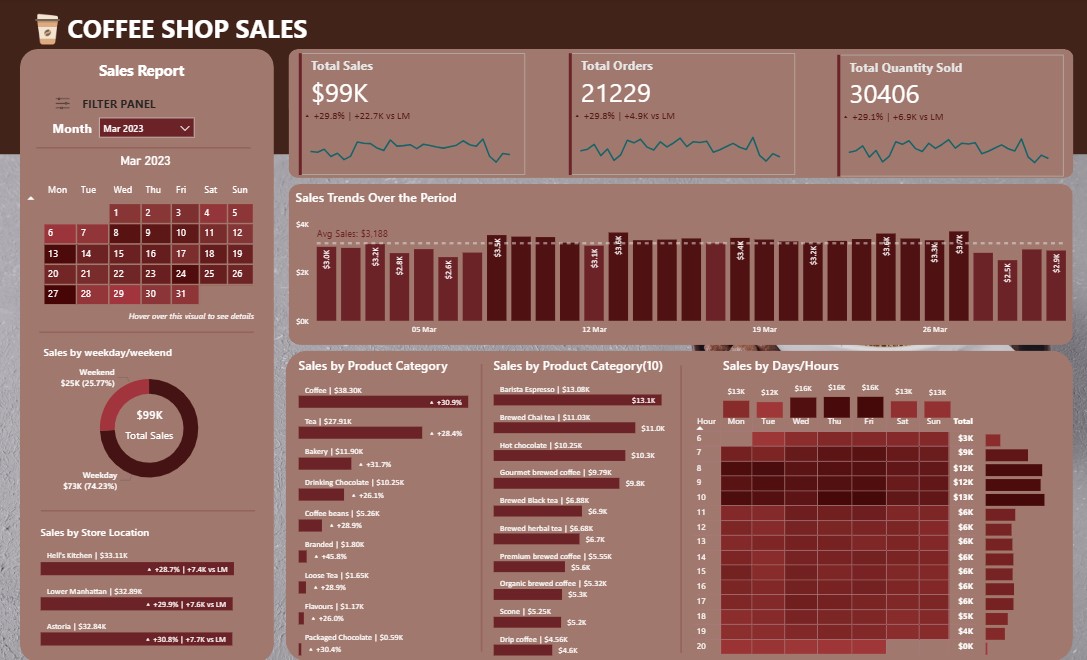 COFFEE SHOP SALES
Sales Report
FILTER PANEL
Month Mar 2023
Mar 2023
Mon Tue Wed Thu Fri Sat Sun
1 2 3 4 5
6 7 8 9 10 11 12
13 14 15 16 17 18 19
20 21 22 23 24 25 26
27 28 29 30 31
Hover over this visual to see details
Sales by weekday/weekend
Weekend
$25K (25.77%)
$99K
Total Sales
Weekday
$73K (74.23%)
Sales by Store Location
Hell's Kitchen | $33.11K
▲ +28.7% | +7.4K vs LM
Lower Manhattan | $32.89K
▲ +29.9% | +7.6K vs LM
Astoria | $32.84K
▲ +30.8% | +7.7K vs LM
Total Sales
$99K
• +29.8% | +22.7K vs LM
Total Orders
21229
• +29.8% | +4.9K vs LM
Total Quantity Sold
30406
• +29.1% | +6.9K vs LM
Sales Trends Over the Period
$4K
Avg Sales: $3,188
$2K
$0K
$3.0K $3.2K $2.8K $2.6K $3.5K $3.1K $3.6K $3.4K $3.2K $3.6K $3.3K $3.7K $2.5K $2.9K
05 Mar 12 Mar 19 Mar 26 Mar
Sales by Product Category
Coffee | $38.30K
▲ +30.9%
Tea | $27.91K
▲ +28.4%
Bakery | $11.90K
▲ +31.7%
Drinking Chocolate | $10.25K
▲ +26.1%
Coffee beans | $5.26K
▲ +28.9%
Branded | $1.80K
▲ +45.8%
Loose Tea | $1.65K
▲ +28.9%
Flavours | $1.17K
▲ +26.0%
Packaged Chocolate | $0.59K
▲ +30.4%
Sales by Product Category(10)
Barista Espresso | $13.08K
$13.1K
Brewed Chai tea | $11.03K
$11.0K
Hot chocolate | $10.25K
$10.3K
Gourmet brewed coffee | $9.79K
$9.8K
Brewed Black tea | $6.88K
$6.9K
Brewed herbal tea | $6.68K
$6.7K
Premium brewed coffee | $5.55K
$5.6K
Organic brewed coffee | $5.32K
$5.3K
Scone | $5.25K
$5.2K
Drip coffee | $4.56K
$4.6K
Sales by Days/Hours
$13K $12K $16K $16K $16K $13K $13K
Hour Mon Tue Wed Thu Fri Sat Sun Total
6 $3K
7 $9K
8 $12K
9 $12K
10 $13K
11 $6K
12 $6K
13 $6K
14 $6K
15 $6K
16 $6K
17 $6K
18 $5K
19 $4K
20 $0K